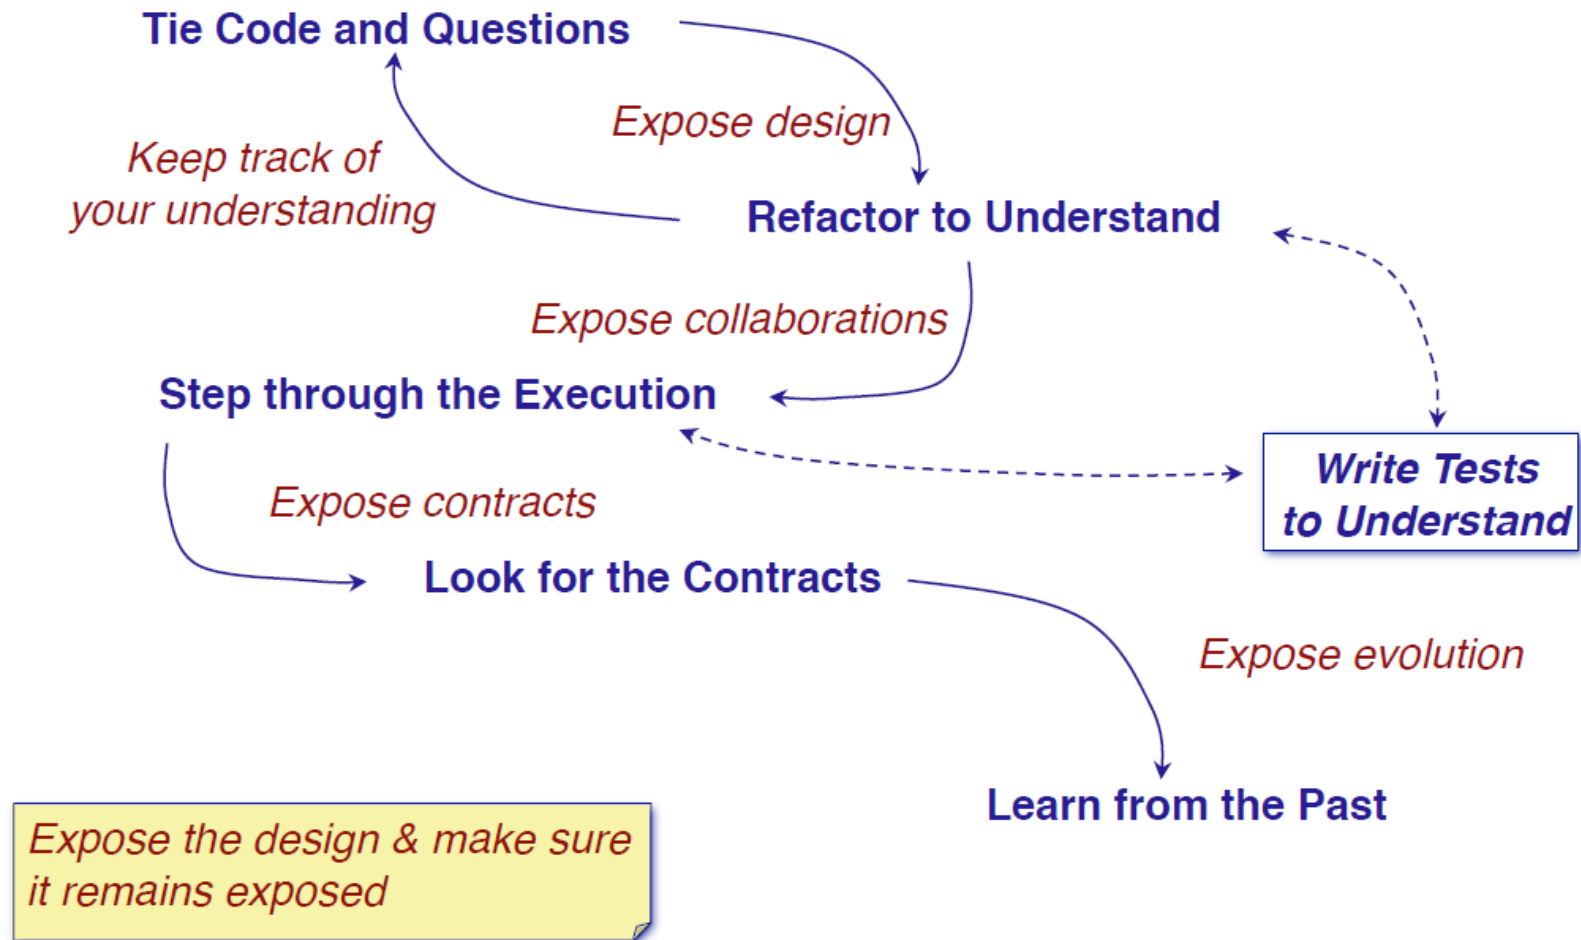 Tie Code and Questions
Expose design
Keep track of
your understanding
Refactor to Understand
Expose collaborations
Step through the Execution
Write Tests
to Understand
Expose contracts
Look for the Contracts
Expose evolution
Learn from the Past
Expose the design & make sure
it remains exposed